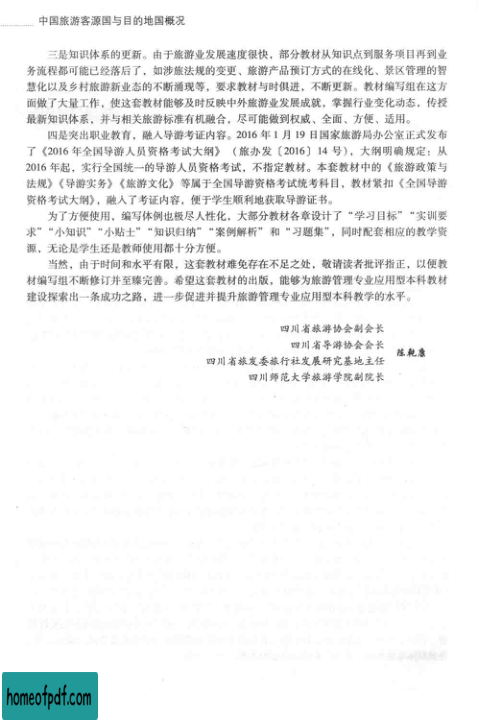 中国旅游客源国与目的地国概况
三是知识体系的更新。由于旅游业发展速度很快，部分教材从知识点到服务项目再到业
务流程都可能已经落后了，如涉旅法规的变更、旅游产品预订方式的在线化、景区管理的智
慧化以及乡村旅游新业态的不断涌现等，要求教材与时俱进，不断更新。教材编写组在这方
面做了大量工作，使这套教材能够及时反映中外旅游业发展成就，掌握行业变化动态，传授
最新知识体系，并与相关旅游标准有机融合，尽可能做到权威、全面、方便、适用。
四是突出职业教育，融入导游考证内容。2016 年 1 月 19 日国家旅游局办公室正式发布
了《2016 年全国导游人员资格考试大纲》（旅办发〔2016〕14 号），大纲明确规定：从
2016 年起，实行全国统一的导游人员资格考试，不指定教材。本套教材中的《旅游政策与
法规》《导游实务》《旅游文化》等属于全国导游资格考试统考科目，教材紧扣《全国导游
资格考试大纲》，融入了考证内容，便于学生顺利地获取导游证书。
为了方便使用，编写体例也极尽人性化，大部分教材各章设计了“学习目标”“实训要
求”“小知识”“小贴士”“知识归纳”“案例解析”和“习题集”，同时配套相应的教学资
源，无论是学生还是教师使用都十分方便。
当然，由于时间和水平有限，这套教材难免存在不足之处，敬请读者批评指正，以便教
材编写组不断修订并至臻完善。希望这套教材的出版，能够为旅游管理专业应用型本科教材
建设探索出一条成功之路，进一步促进并提升旅游管理专业应用型本科教学的水平。
四川省旅游协会副会长
四川省导游协会会长
四川省旅发委旅行社发展研究基地主任
四川师范大学旅游学院副院长
陈乾康
homeofpdf.com